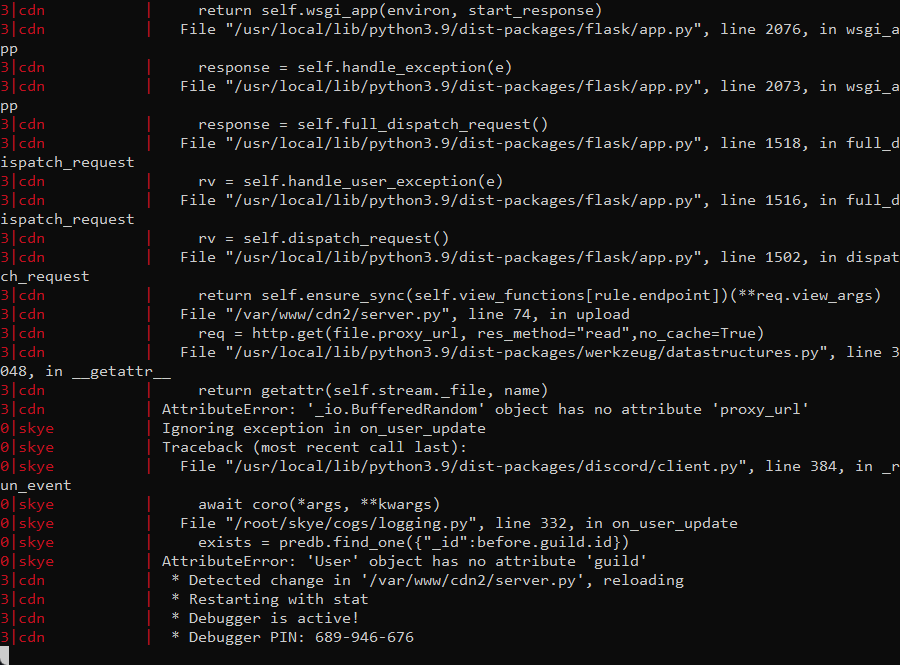 3|cdn | return self.wsgi_app(environ, start_response)
3|cdn | File "/usr/local/lib/python3.9/dist-packages/flask/app.py", line 2076, in wsgi_a
pp
3|cdn | response = self.handle_exception(e)
3|cdn | File "/usr/local/lib/python3.9/dist-packages/flask/app.py", line 2073, in wsgi_a
pp
3|cdn | response = self.full_dispatch_request()
3|cdn | File "/usr/local/lib/python3.9/dist-packages/flask/app.py", line 1518, in full_d
ispatch_request
3|cdn | rv = self.handle_user_exception(e)
3|cdn | File "/usr/local/lib/python3.9/dist-packages/flask/app.py", line 1516, in full_d
ispatch_request
3|cdn | rv = self.dispatch_request()
3|cdn | File "/usr/local/lib/python3.9/dist-packages/flask/app.py", line 1502, in dispat
ch_request
3|cdn | return self.ensure_sync(self.view_functions[rule.endpoint])(**req.view_args)
3|cdn | File "/var/www/cdn2/server.py", line 74, in upload
3|cdn | req = http.get(file.proxy_url, res_method="read",no_cache=True)
3|cdn | File "/usr/local/lib/python3.9/dist-packages/werkzeug/datastructures.py", line 3
048, in __getattr__
3|cdn | return getattr(self.stream._file, name)
3|cdn | AttributeError: '_io.BufferedRandom' object has no attribute 'proxy_url'
0|skye | Ignoring exception in on_user_update
0|skye | Traceback (most recent call last):
0|skye | File "/usr/local/lib/python3.9/dist-packages/discord/client.py", line 384, in _r
un_event
0|skye | await coro(*args, **kwargs)
0|skye | File "/root/skye/cogs/logging.py", line 332, in on_user_update
0|skye | exists = predb.find_one({"_id":before.guild.id})
0|skye | AttributeError: 'User' object has no attribute 'guild'
3|cdn | * Detected change in '/var/www/cdn2/server.py', reloading
3|cdn | * Restarting with stat
3|cdn | * Debugger is active!
3|cdn | * Debugger PIN: 689-946-676